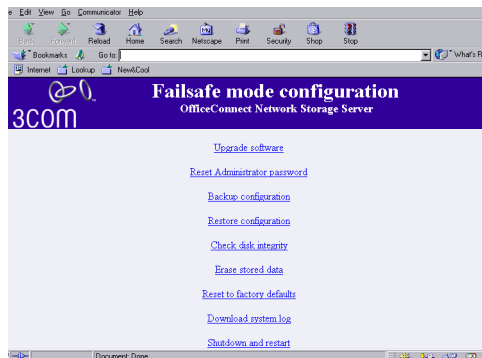 e Edit View Go Communicator Help
Back Forward Reload Home Search Netscape Print Security Shop Stop
Bookmarks Go to: What's R
Internet Lookup New&Cool
3COM
Failsafe mode configuration
OfficeConnect Network Storage Server
Upgrade software
Reset Administrator password
Backup configuration
Restore configuration
Check disk integrity
Erase stored data
Reset to factory defaults
Download system log
Shutdown and restart
Document: Done